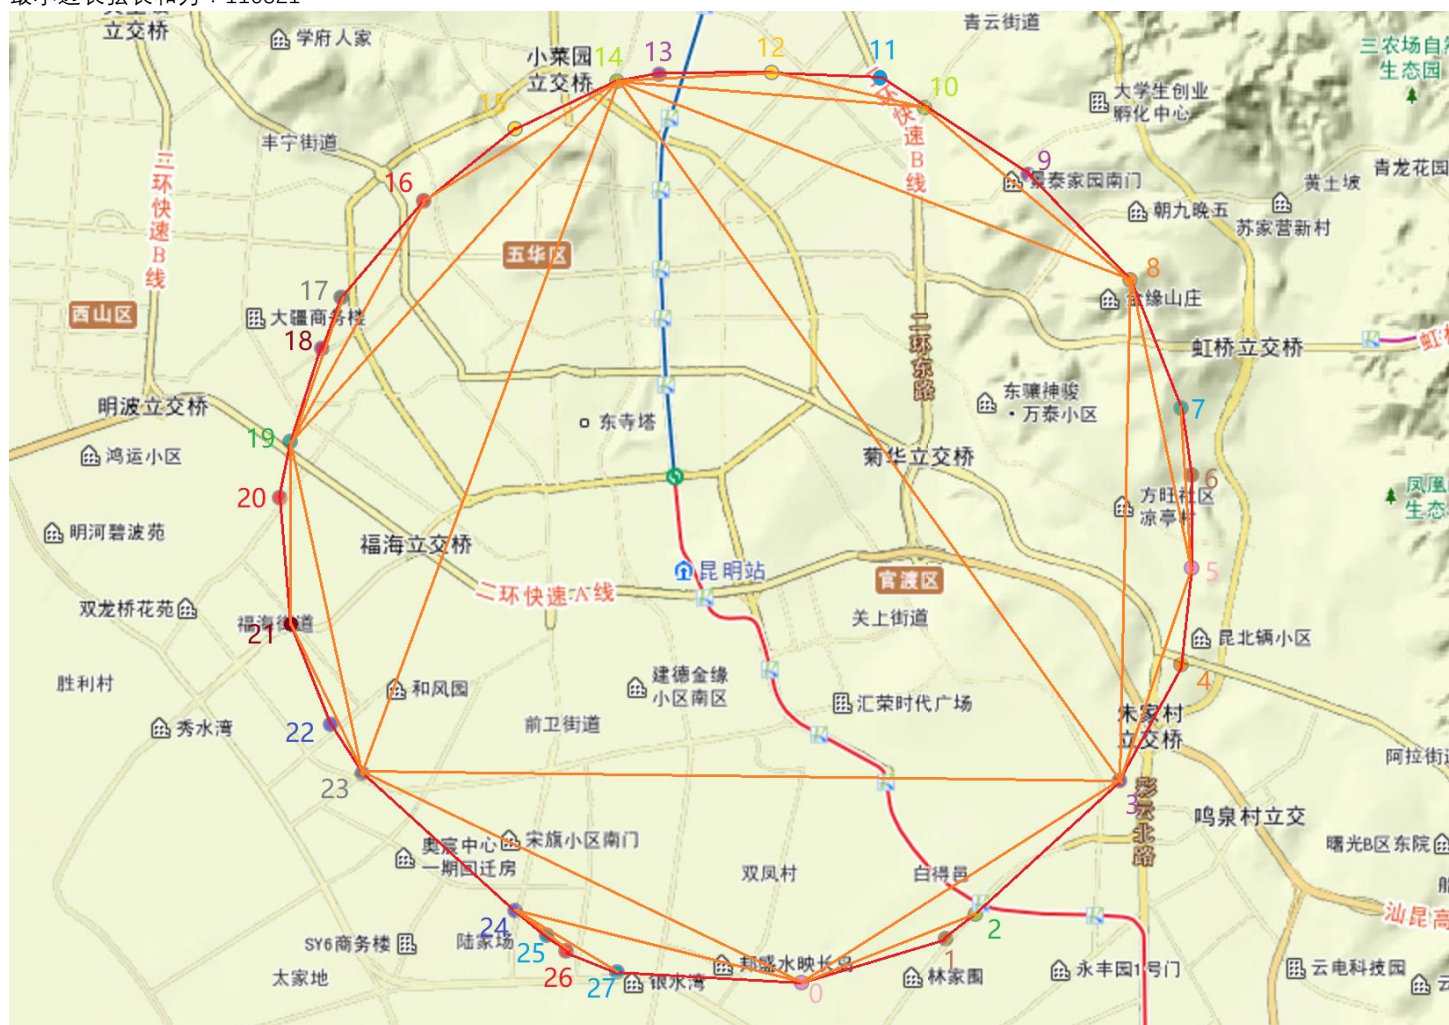 立交桥
学府人家
小菜园
立交桥
14
13
12
11
10
青云街道
三农场自然
生态园
大学生创业
孵化中心
15
丰宁街道
二环快速B线
三环快速B线
16
9
景泰家园南门
黄土坡
青龙花园
朝九晚五
苏家营新村
五华区
8
金缘山庄
17
大疆商务楼
西山区
18
二环东路
虹桥立交桥
虹桥
明波立交桥
东寺塔
东骧神骏
·万泰小区
7
19
鸿运小区
菊华立交桥
6
20
方旺社区
凉亭村
凤凰
生态
明河碧波苑
福海立交桥
昆明站
官渡区
5
二环快速A线
双龙桥花苑
福海街道
21
关上街道
昆北辆小区
胜利村
和风园
建德金缘
小区南区
汇荣时代广场
4
秀水湾
22
前卫街道
朱家村
立交桥
阿拉街道
23
3
彩云北路
鸣泉村立交
奥宸中心
一期回迁房
宋旗小区南门
双凤村
白得邑
曙光B区东院
24
SY6商务楼
陆家场
25
2
汕昆高
太家地
26
27
银水湾
邦盛水映长岛
0
1
林家围
永丰园1号门
云电科技园